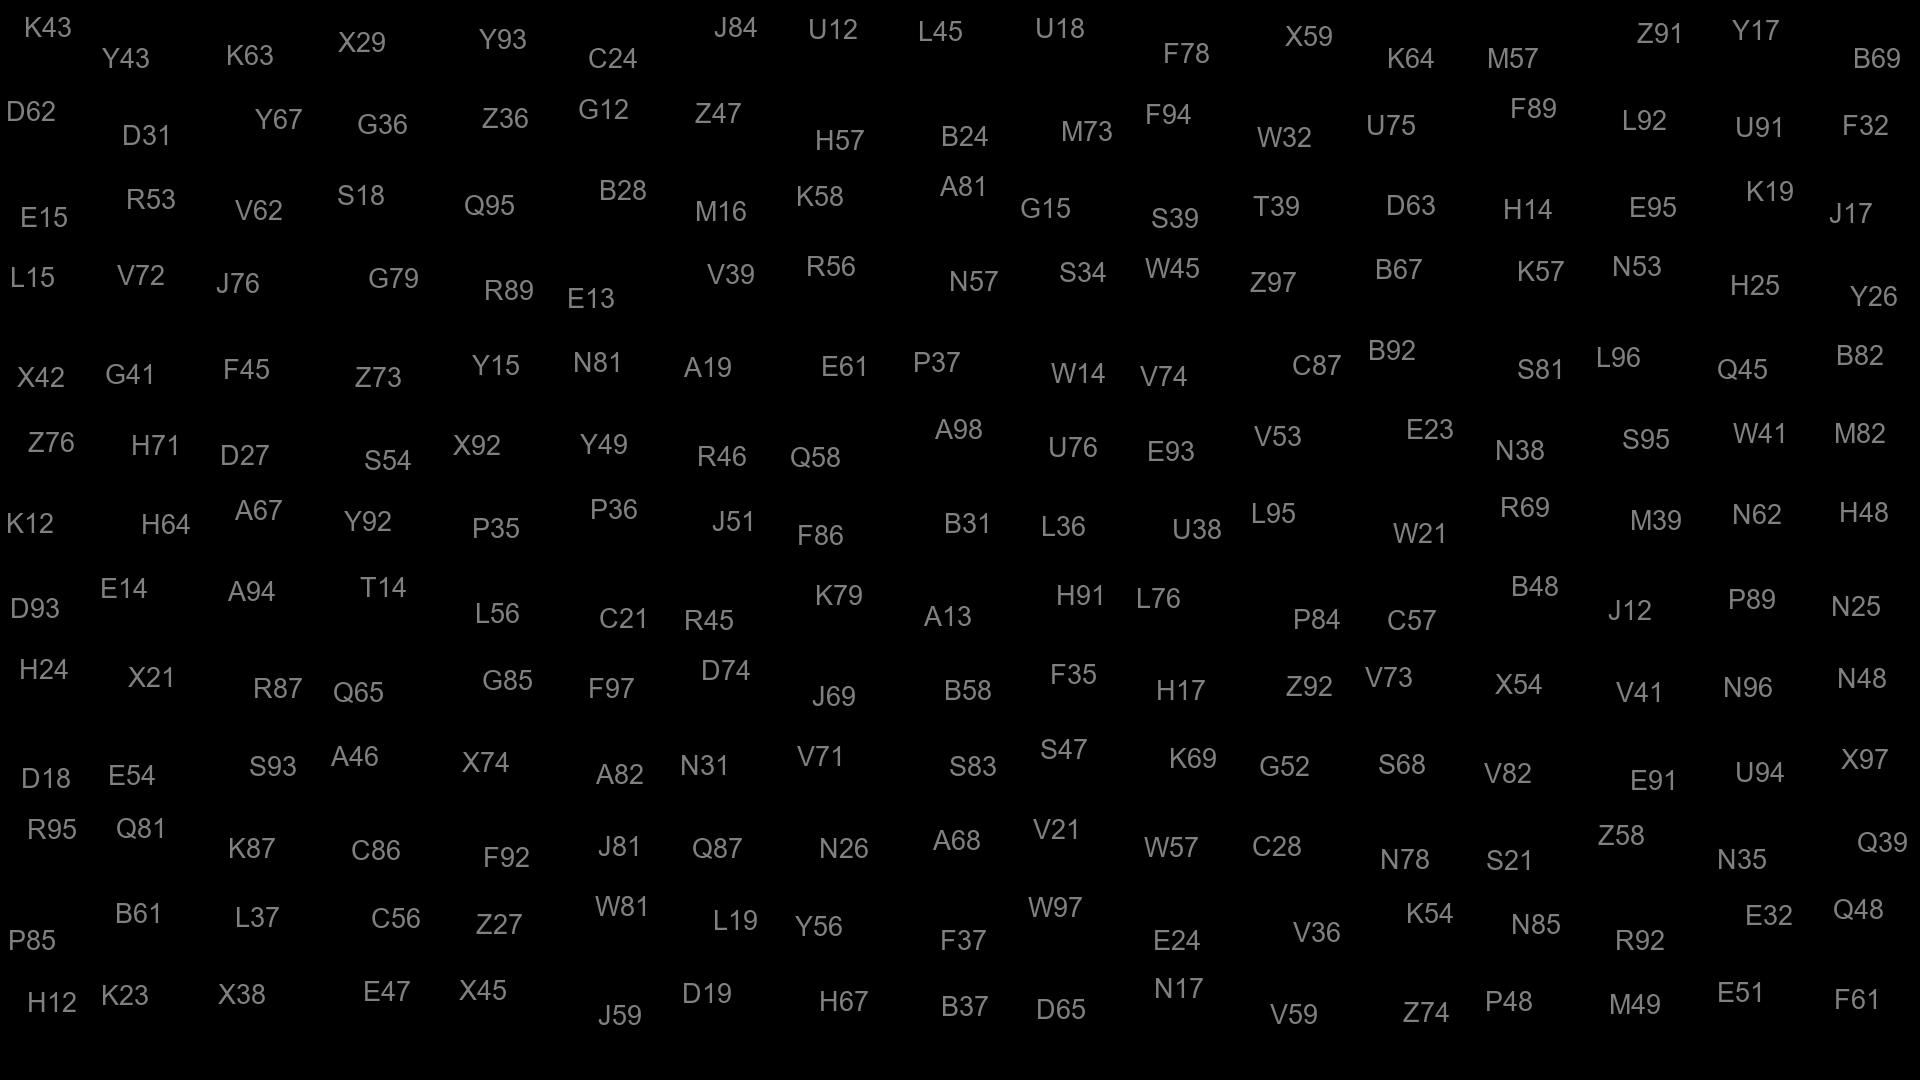 K43 Y43 K63 X29 Y93 C24 J84 U12 L45 U18 F78 X59 K64 M57 Z91 Y17 B69
D62 D31 Y67 G36 Z36 G12 Z47 H57 B24 M73 F94 W32 U75 F89 L92 U91 F32
E15 R53 V62 S18 Q95 B28 M16 K58 A81 G15 S39 T39 D63 H14 E95 K19 J17
L15 V72 J76 G79 R89 E13 V39 R56 N57 S34 W45 Z97 B67 K57 N53 H25 Y26
X42 G41 F45 Z73 Y15 N81 A19 E61 P37 W14 V74 C87 B92 S81 L96 Q45 B82
Z76 H71 D27 S54 X92 Y49 R46 Q58 A98 U76 E93 V53 E23 N38 S95 W41 M82
K12 H64 A67 Y92 P35 P36 J51 F86 B31 L36 U38 L95 W21 R69 M39 N62 H48
D93 E14 A94 T14 L56 C21 R45 K79 A13 H91 L76 P84 C57 B48 J12 P89 N25
H24 X21 R87 Q65 G85 F97 D74 J69 B58 F35 H17 Z92 V73 X54 V41 N96 N48
D18 E54 S93 A46 X74 A82 N31 V71 S83 S47 K69 G52 S68 V82 E91 U94 X97
R95 Q81 K87 C86 F92 J81 Q87 N26 A68 V21 W57 C28 N78 S21 Z58 N35 Q39
P85 B61 L37 C56 Z27 W81 L19 Y56 F37 W97 E24 V36 K54 N85 R92 E32 Q48
H12 K23 X38 E47 X45 J59 D19 H67 B37 D65 N17 V59 Z74 P48 M49 E51 F61